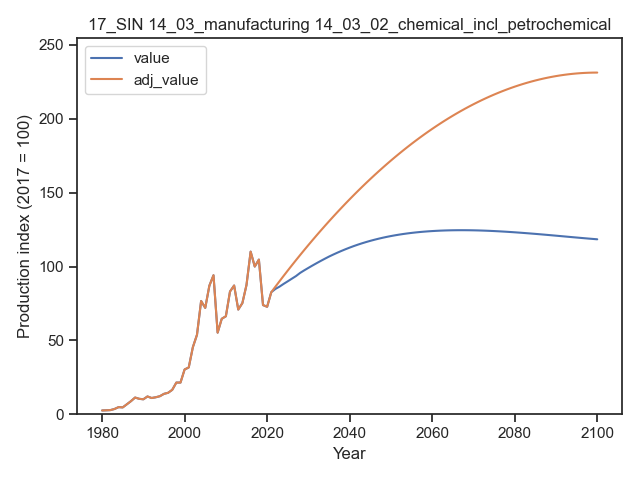 17_SIN 14_03_manufacturing 14_03_02_chemical_incl_petrochemical
value
adj_value
Production index (2017 = 100)
250
200
150
100
50
0
1980
2000
2020
2040
2060
2080
2100
Year